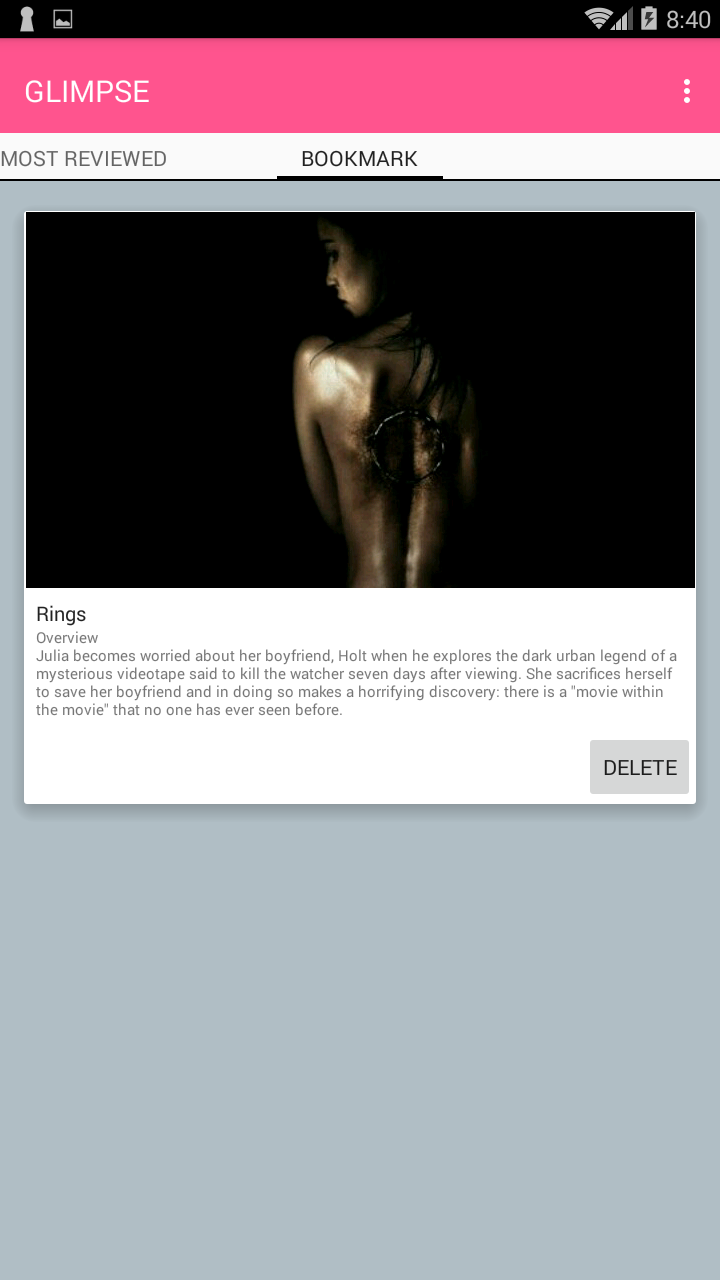 8:40
GLIMPSE
MOST REVIEWED
BOOKMARK
Rings
Overview
Julia becomes worried about her boyfriend, Holt when he explores the dark urban legend of a
mysterious videotape said to kill the watcher seven days after viewing. She sacrifices herself
to save her boyfriend and in doing so makes a horrifying discovery: there is a "movie within
the movie" that no one has ever seen before.
DELETE